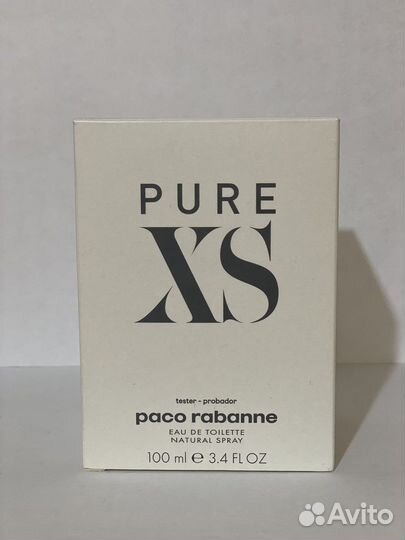 PURE
XS
tester - probador
paco rabanne
EAU DE TOILETTE
NATURAL SPRAY
100 ml ℮ 3.4 FL OZ
Avito